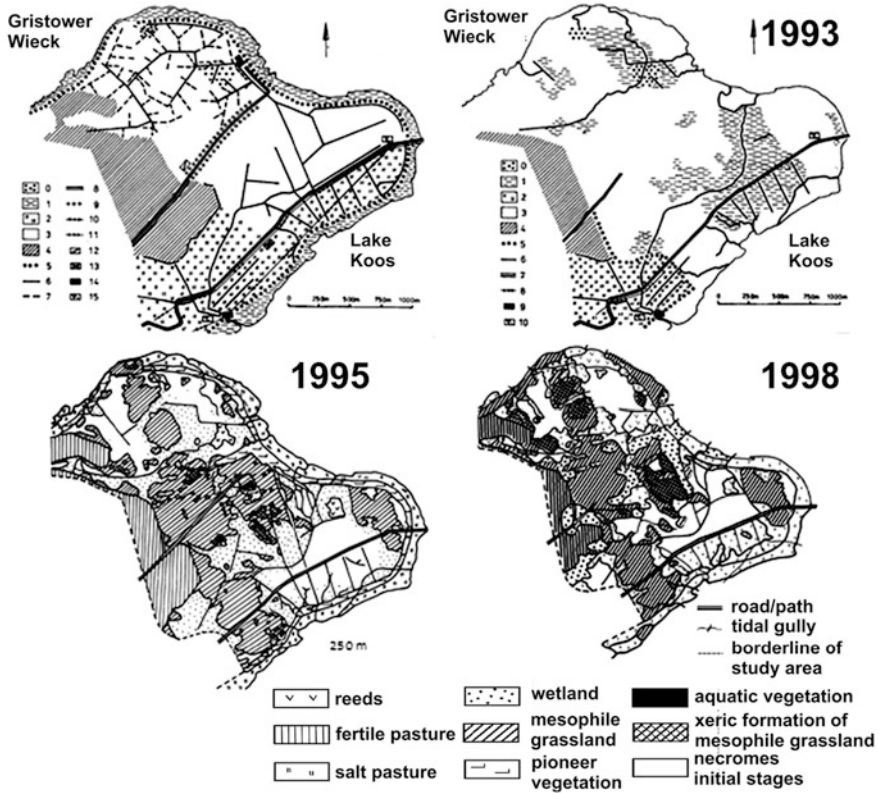 Gristower
Wieck
Lake
Koos
0 8
1 9
2 10
3 11
4 12
5 13
6 14
7 15
0 250m 500m 750m 1000m
1993
Gristower
Wieck
Lake
Koos
0
1
2
3
4
5
6
7
8
9
10
0 250m 500m 750m 1000m
1995
250 m
1998
road/path
tidal gully
borderline of
study area
reeds
wetland
aquatic vegetation
fertile pasture
mesophile
grassland
xeric formation of
mesophile grassland
salt pasture
pioneer
vegetation
necromes
initial stages